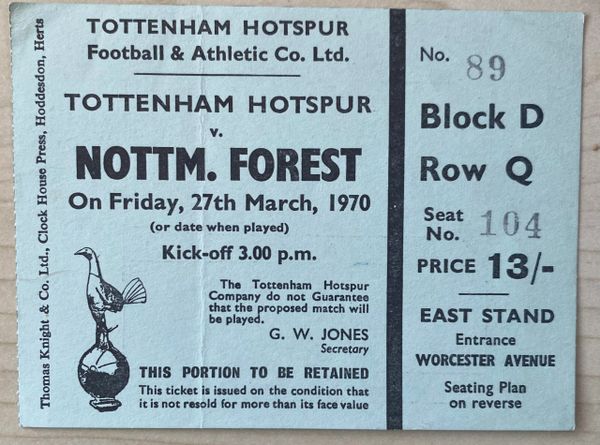 Thomas Knight & Co. Ltd., Clock House Press, Hoddesdon, Herts
TOTTENHAM HOTSPUR
Football & Athletic Co. Ltd.
TOTTENHAM HOTSPUR
v.
NOTTM. FOREST
On Friday, 27th March, 1970
(or date when played)
Kick-off 3.00 p.m.
The Tottenham Hotspur
Company do not Guarantee
that the proposed match will
be played.
G. W. JONES
Secretary
THIS PORTION TO BE RETAINED
This ticket is issued on the condition that
it is not resold for more than its face value
No. 89
Block D
Row Q
Seat
No. 104
PRICE 13/-
EAST STAND
Entrance
WORCESTER AVENUE
Seating Plan
on reverse